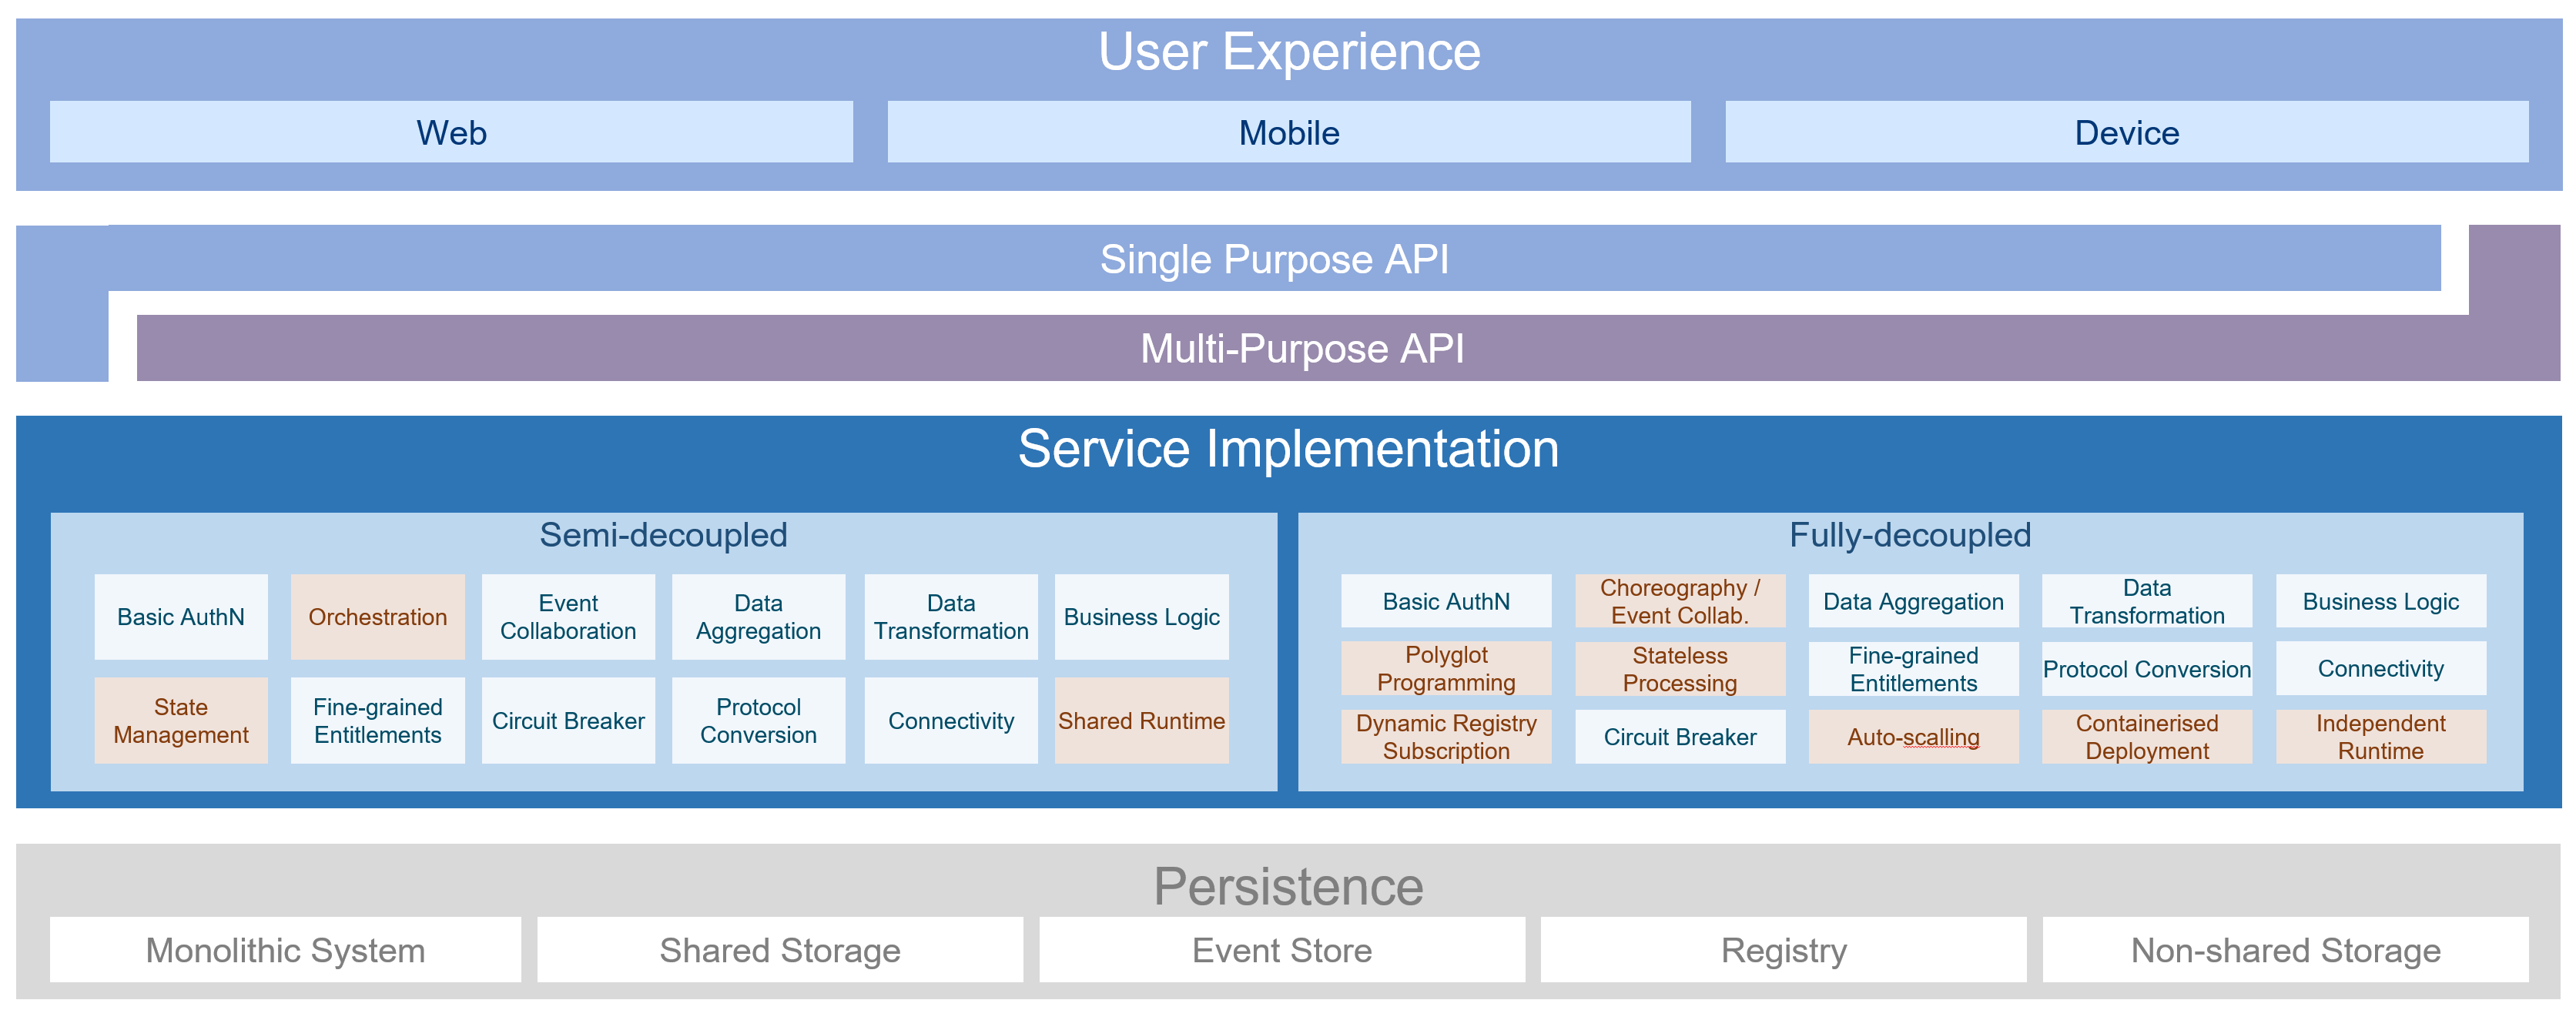 User Experience
Web
Mobile
Device
Single Purpose API
Multi-Purpose API
Service Implementation
Semi-decoupled
Basic AuthN
Orchestration
Event
Collaboration
Data
Aggregation
Data
Transformation
Business Logic
State
Management
Fine-grained
Entitlements
Circuit Breaker
Protocol
Conversion
Connectivity
Shared Runtime
Fully-decoupled
Basic AuthN
Choreography /
Event Collab.
Data Aggregation
Data
Transformation
Business Logic
Polyglot
Programming
Stateless
Processing
Fine-grained
Entitlements
Protocol Conversion
Connectivity
Dynamic Registry
Subscription
Circuit Breaker
Auto-scalling
Containerised
Deployment
Independent
Runtime
Persistence
Monolithic System
Shared Storage
Event Store
Registry
Non-shared Storage